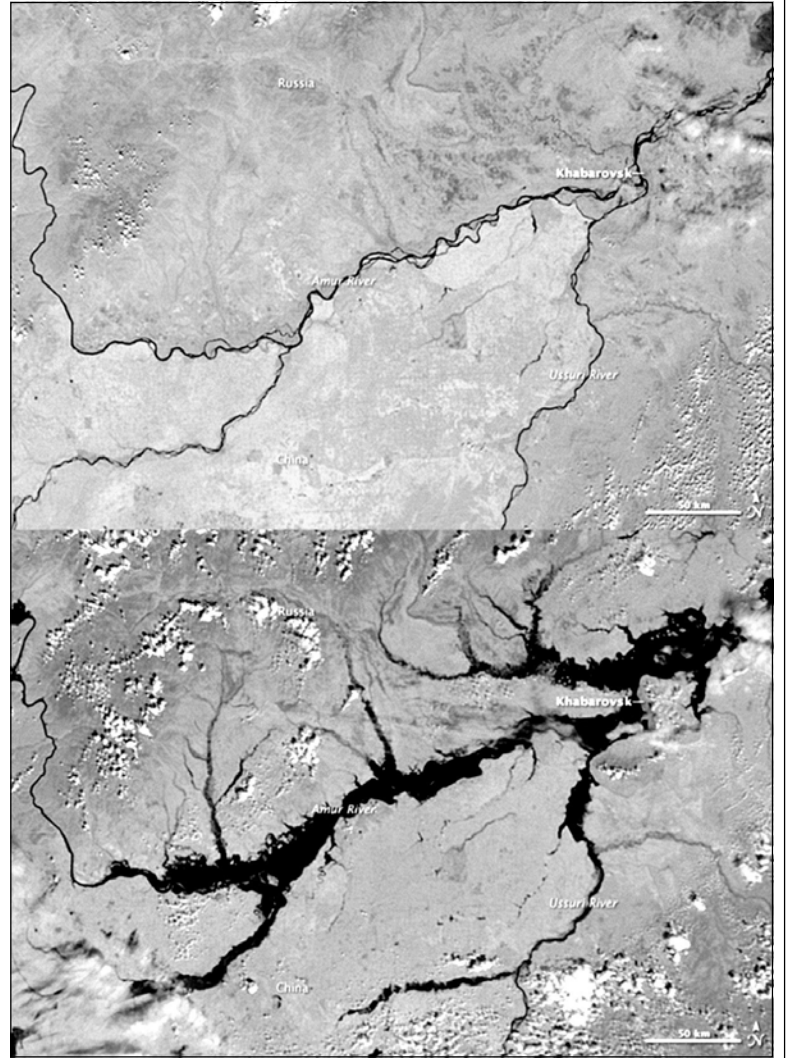 Russia
Khabarovsk
Amur River
Ussuri River
China
50 km
N
Russia
Khabarovsk
Amur River
Ussuri River
China
50 km
N